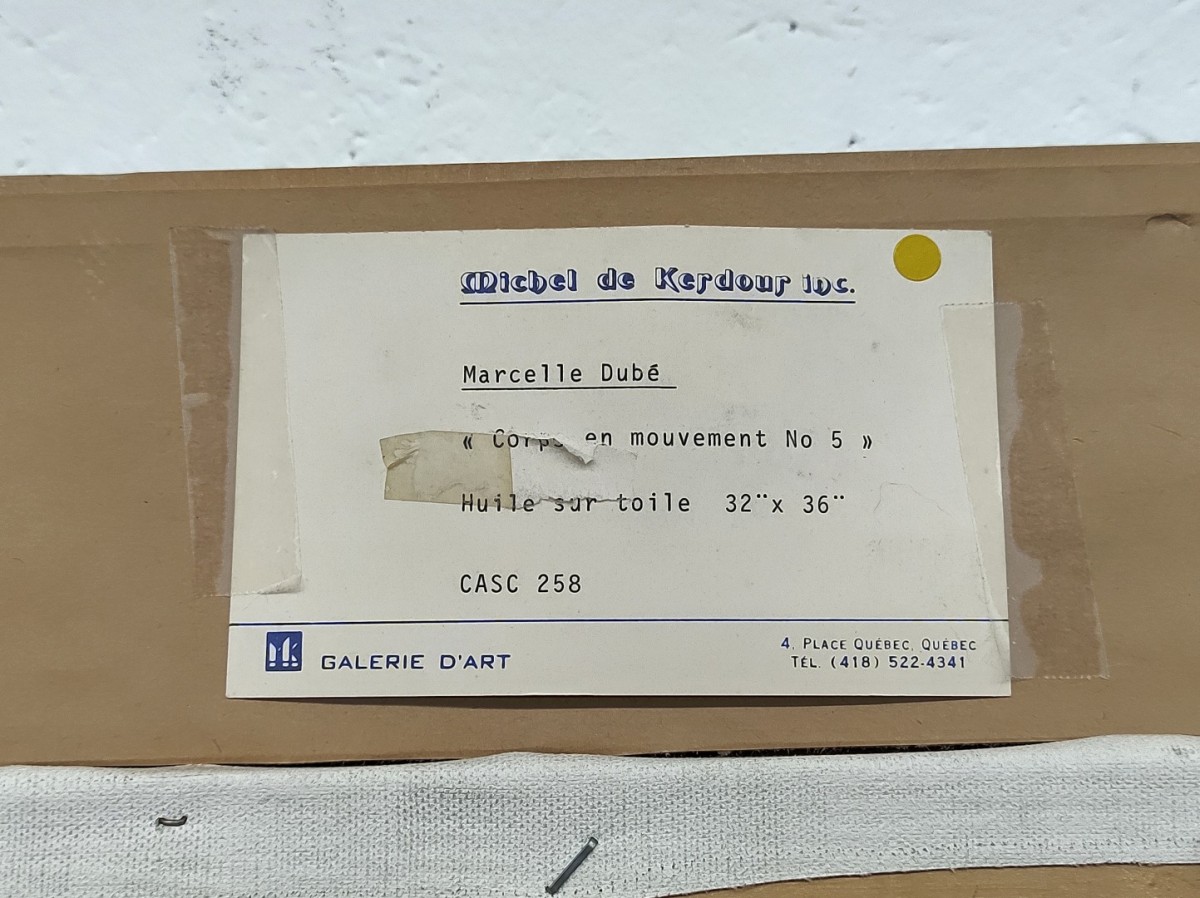 Michel de Kerdour inc.
Marcelle Dubé
« Corps en mouvement No 5 »
Huile sur toile 32¨x 36¨
CASC 258
GALERIE D'ART
4, PLACE QUÉBEC, QUÉBEC
TÉL. (418) 522-4341